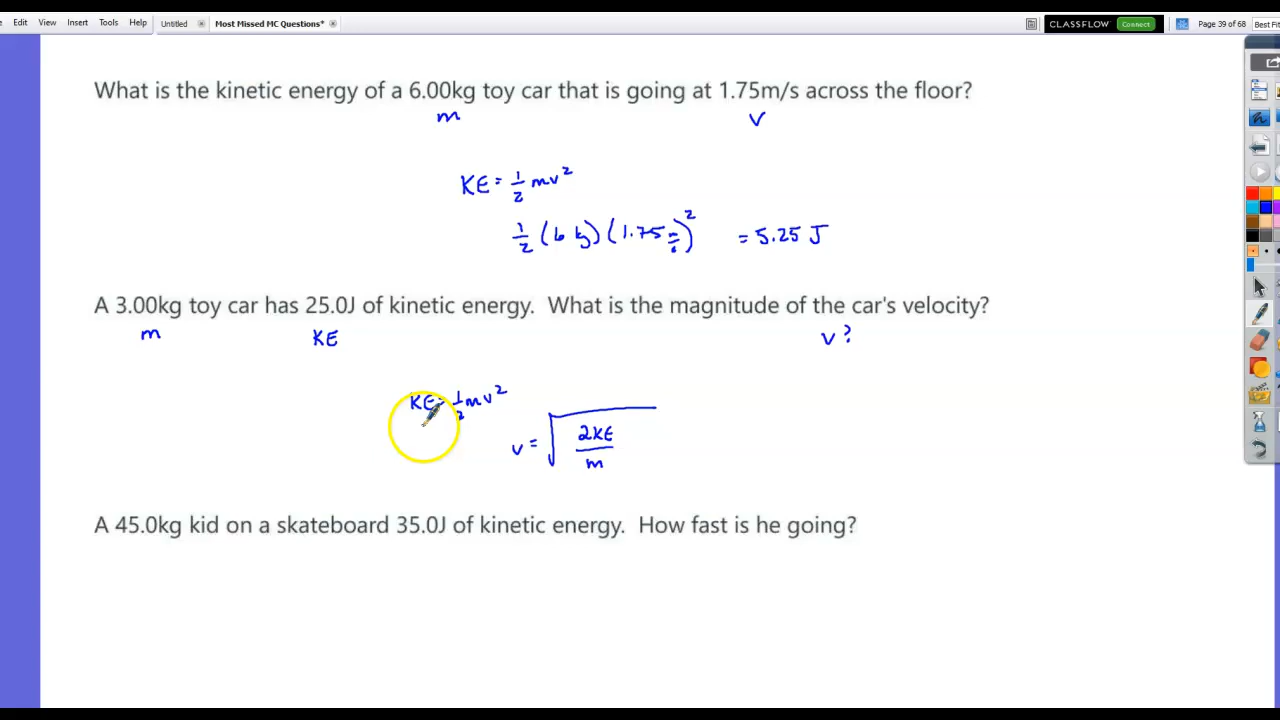 Edit View Insert Tools Help Untitled Most Missed MC Questions* CLASSFLOW Connect Page 39 of 68 Best Fit
What is the kinetic energy of a 6.00kg toy car that is going at 1.75m/s across the floor?
m v
KE = 1/2 mv²
1/2 (6 kg) (1.75 m/s)² = 5.25 J
A 3.00kg toy car has 25.0J of kinetic energy. What is the magnitude of the car's velocity?
m KE v?
KE = 1/2 mv²
v = √(2KE/m)
A 45.0kg kid on a skateboard 35.0J of kinetic energy. How fast is he going?